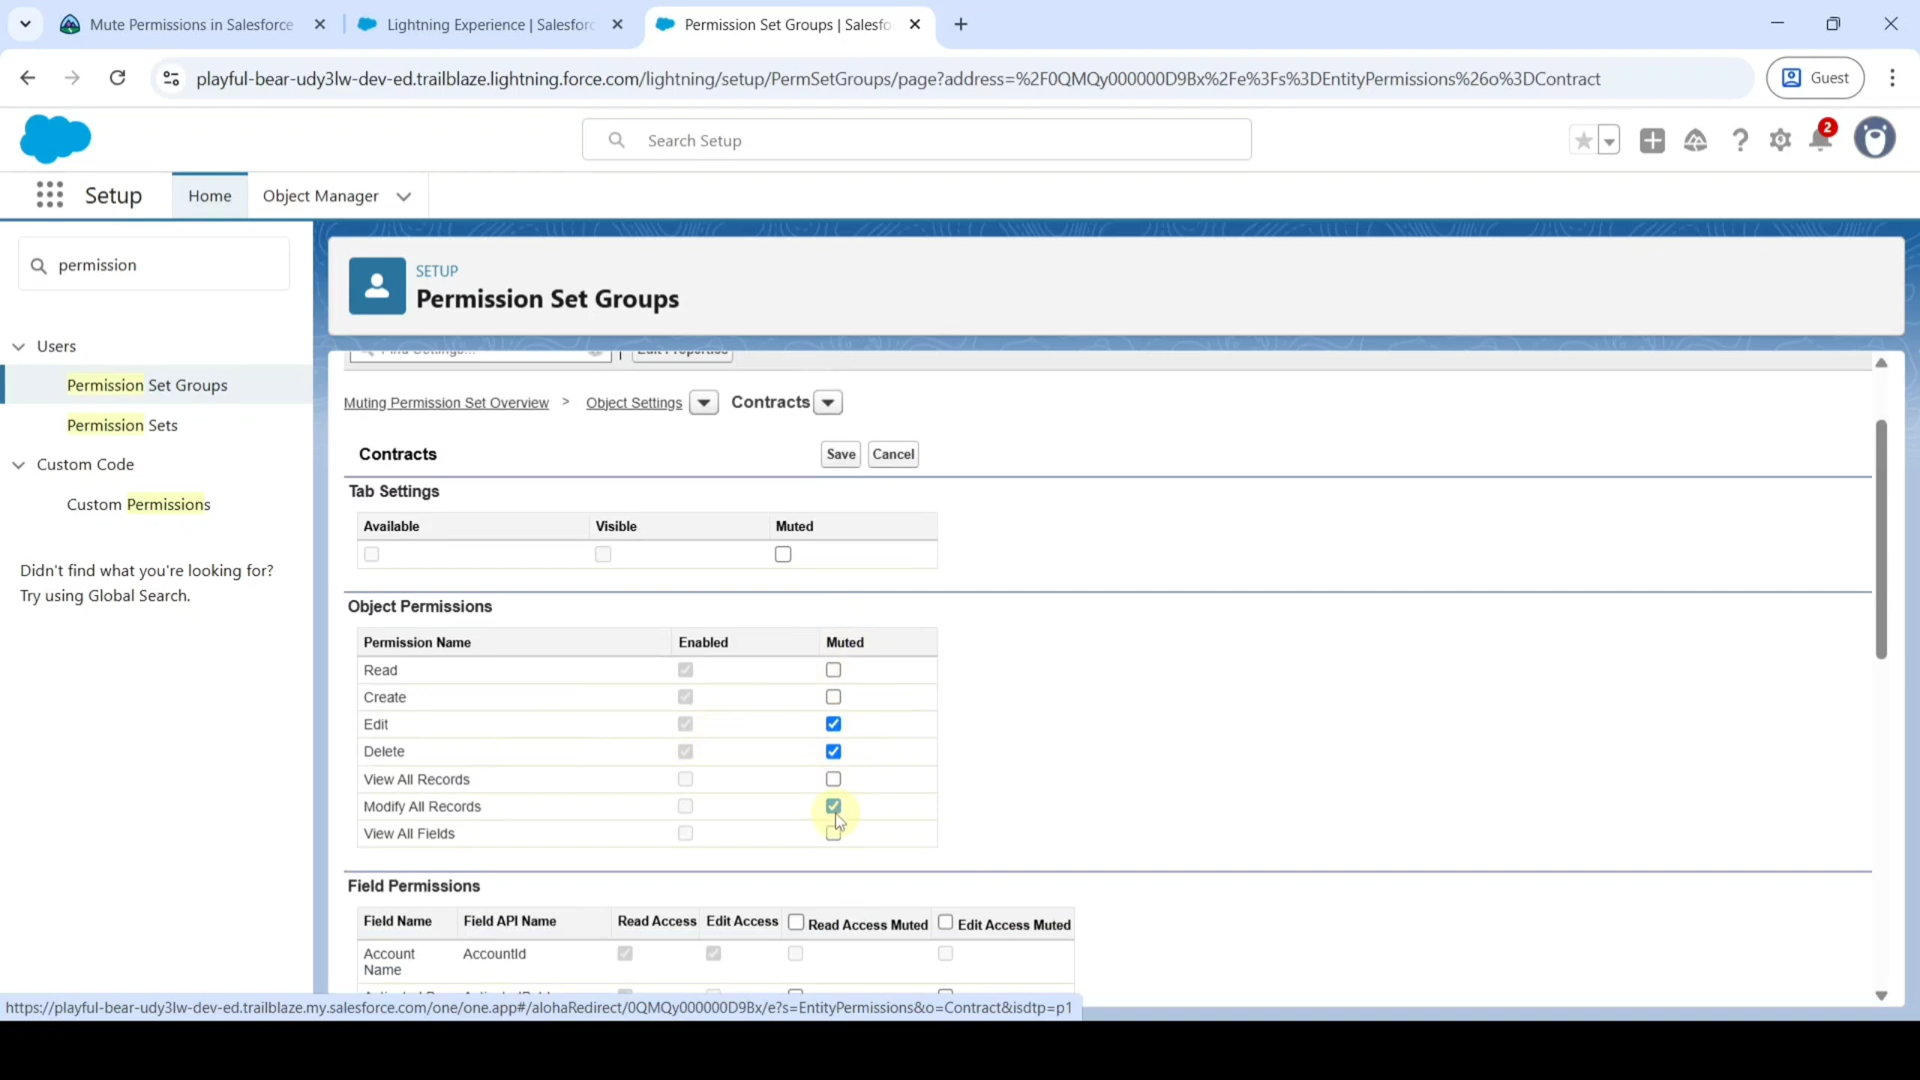 Mute Permissions in Salesforce
Lightning Experience | Salesforc
Permission Set Groups | Salesfo
playful-bear-udy3lw-dev-ed.trailblaze.lightning.force.com/lightning/setup/PermSetGroups/page?address=%2F0QMQy000000D9Bx%2Fe%3Fs%3DEntityPermissions%26o%3DContract
Guest
Search Setup
2
Setup
Home
Object Manager
permission
Users
Permission Set Groups
Permission Sets
Custom Code
Custom Permissions
Didn't find what you're looking for?
Try using Global Search.
SETUP
Permission Set Groups
Find Settings...
Edit Properties
Muting Permission Set Overview > Object Settings Contracts
Contracts Save Cancel
Tab Settings
Available Visible Muted
Object Permissions
Permission Name Enabled Muted
Read
Create
Edit
Delete
View All Records
Modify All Records
View All Fields
Field Permissions
Field Name Field API Name Read Access Edit Access Read Access Muted Edit Access Muted
Account Name AccountId
https://playful-bear-udy3lw-dev-ed.trailblaze.my.salesforce.com/one/one.app#/alohaRedirect/0QMQy000000D9Bx/e?s=EntityPermissions&o=Contract&isdtp=p1